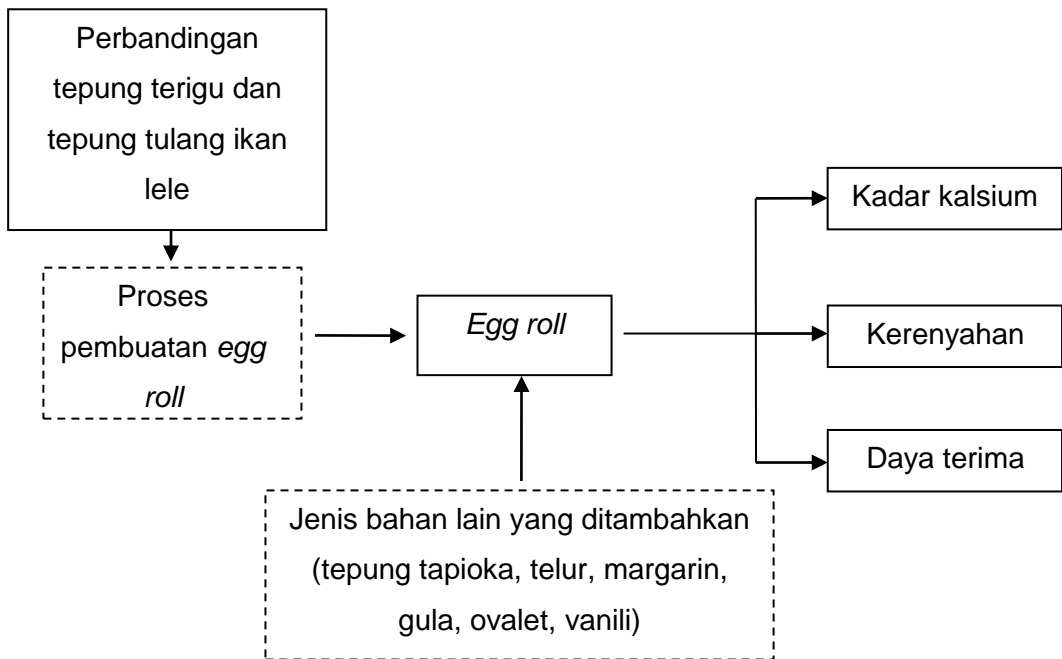 Perbandingan
tepung terigu dan
tepung tulang ikan
lele
Proses
pembuatan egg
roll
Egg roll
Kadar kalsium
Kerenyahan
Daya terima
Jenis bahan lain yang ditambahkan
(tepung tapioka, telur, margarin,
gula, ovalet, vanili)